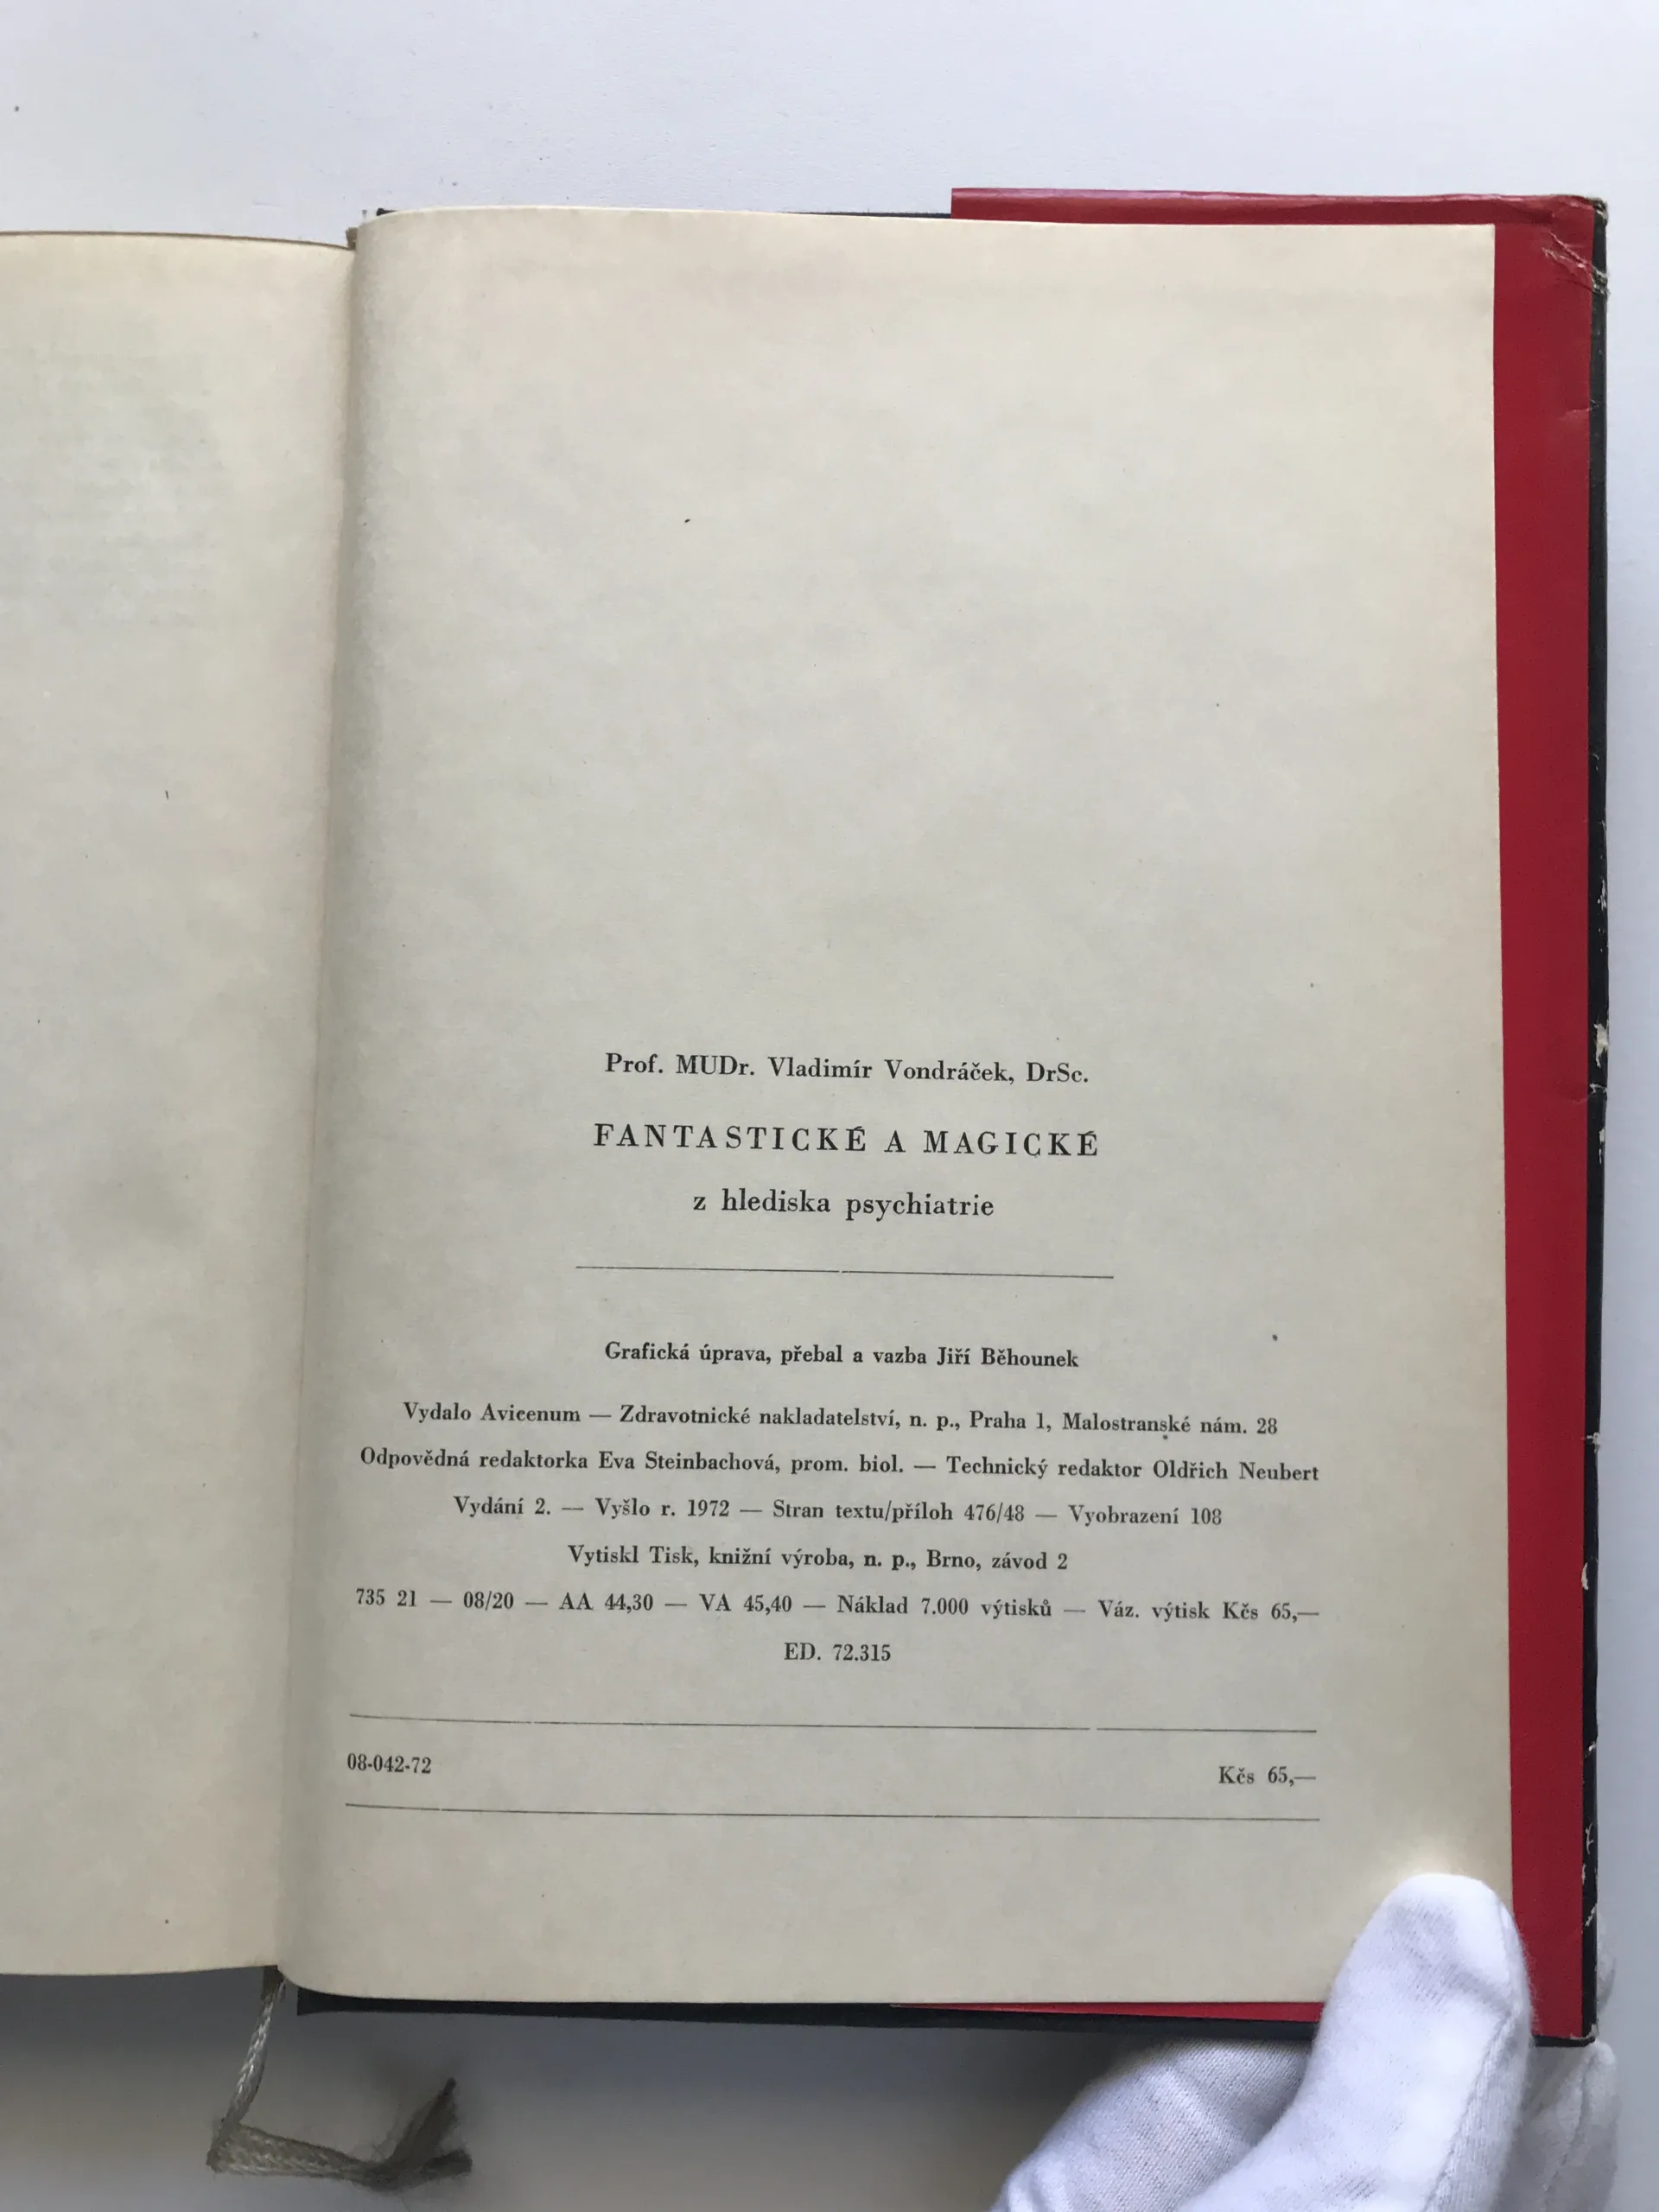 Prof. MUDr. Vladimír Vondráček, DrSc.
FANTASTICKÉ A MAGICKÉ
z hlediska psychiatrie
Grafická úprava, přebal a vazba Jiří Běhounek
Vydalo Avicenum — Zdravotnické nakladatelství, n. p., Praha 1, Malostranské nám. 28
Odpovědná redaktorka Eva Steinbachová, prom. biol. — Technický redaktor Oldřich Neubert
Vydání 2. — Vyšlo r. 1972 — Stran textu/příloh 476/48 — Vyobrazení 108
Vytiskl Tisk, knižní výroba, n. p., Brno, závod 2
735 21 — 08/20 — AA 44,30 — VA 45,40 — Náklad 7.000 výtisků — Váz. výtisk Kčs 65,—
ED. 72.315
08-042-72 Kčs 65,—